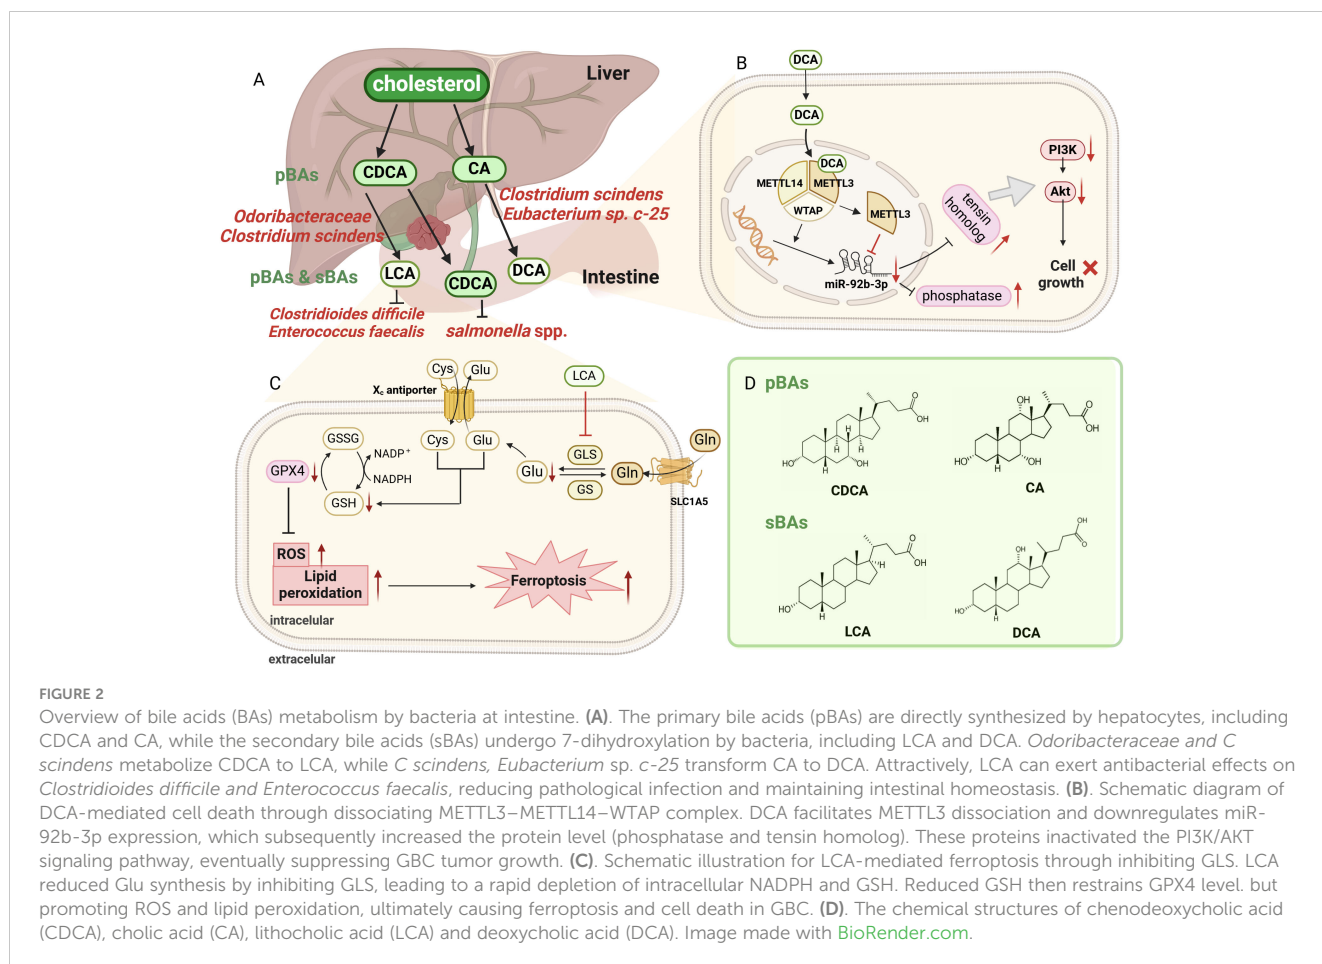 A
Liver
cholesterol
pBAs
CDCA
CA
Clostridium scindens
Eubacterium sp. c-25
Odoribacteraceae
Clostridium scindens
pBAs & sBAs
LCA
CDCA
DCA
Intestine
Clostridioides difficile
Enterococcus faecalis
salmonella spp.
B
DCA
DCA
DCA
METTL14
METTL3
WTAP
METTL3
miR-92b-3p
tensin
homolog
phosphatase
PI3K
Akt
Cell
growth
C
Cys
Glu
Xc antiporter
LCA
GSSG
NADP+
NADPH
GPX4
GSH
Cys
Glu
Glu
GLS
GS
Gln
Gln
SLC1A5
ROS
Lipid
peroxidation
Ferroptosis
intracelular
extracelular
D
pBAs
HO
H
H
H
H
OH
O
OH
CDCA
OH
O
OH
HO
H
OH
CA
sBAs
O
OH
H
HO
H
LCA
OH
O
OH
HO
H
DCA
FIGURE 2
Overview of bile acids (BAs) metabolism by bacteria at intestine. (A). The primary bile acids (pBAs) are directly synthesized by hepatocytes, including
CDCA and CA, while the secondary bile acids (sBAs) undergo 7-dihydroxylation by bacteria, including LCA and DCA. Odoribacteraceae and C
scindens metabolize CDCA to LCA, while C scindens, Eubacterium sp. c-25 transform CA to DCA. Attractively, LCA can exert antibacterial effects on
Clostridioides difficile and Enterococcus faecalis, reducing pathological infection and maintaining intestinal homeostasis. (B). Schematic diagram of
DCA-mediated cell death through dissociating METTL3–METTL14–WTAP complex. DCA facilitates METTL3 dissociation and downregulates miR-
92b-3p expression, which subsequently increased the protein level (phosphatase and tensin homolog). These proteins inactivated the PI3K/AKT
signaling pathway, eventually suppressing GBC tumor growth. (C). Schematic illustration for LCA-mediated ferroptosis through inhibiting GLS. LCA
reduced Glu synthesis by inhibiting GLS, leading to a rapid depletion of intracellular NADPH and GSH. Reduced GSH then restrains GPX4 level. but
promoting ROS and lipid peroxidation, ultimately causing ferroptosis and cell death in GBC. (D). The chemical structures of chenodeoxycholic acid
(CDCA), cholic acid (CA), lithocholic acid (LCA) and deoxycholic acid (DCA). Image made with BioRender.com.